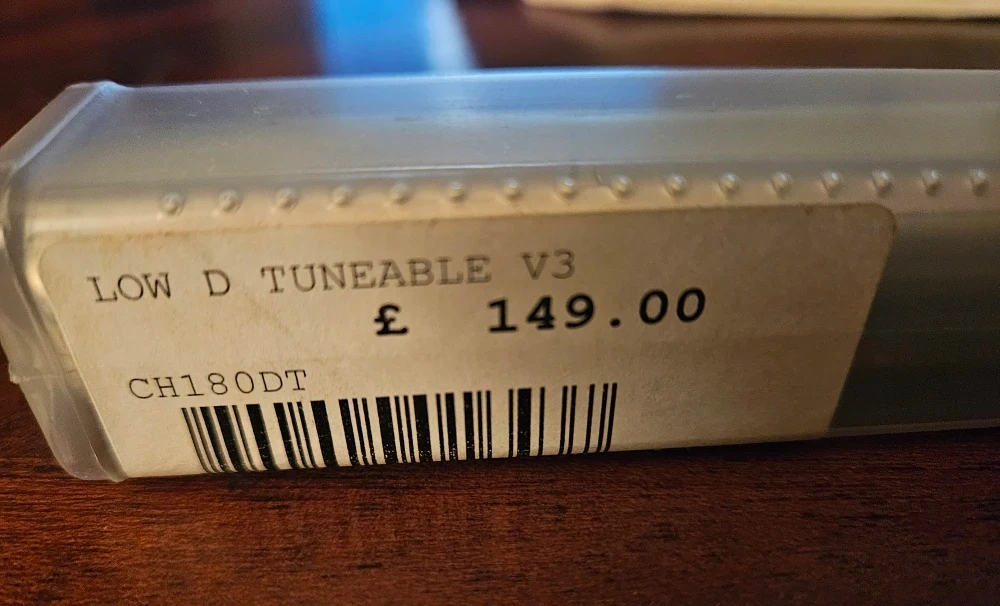 LOW D TUNEABLE V3
£ 149.00
CH180DT